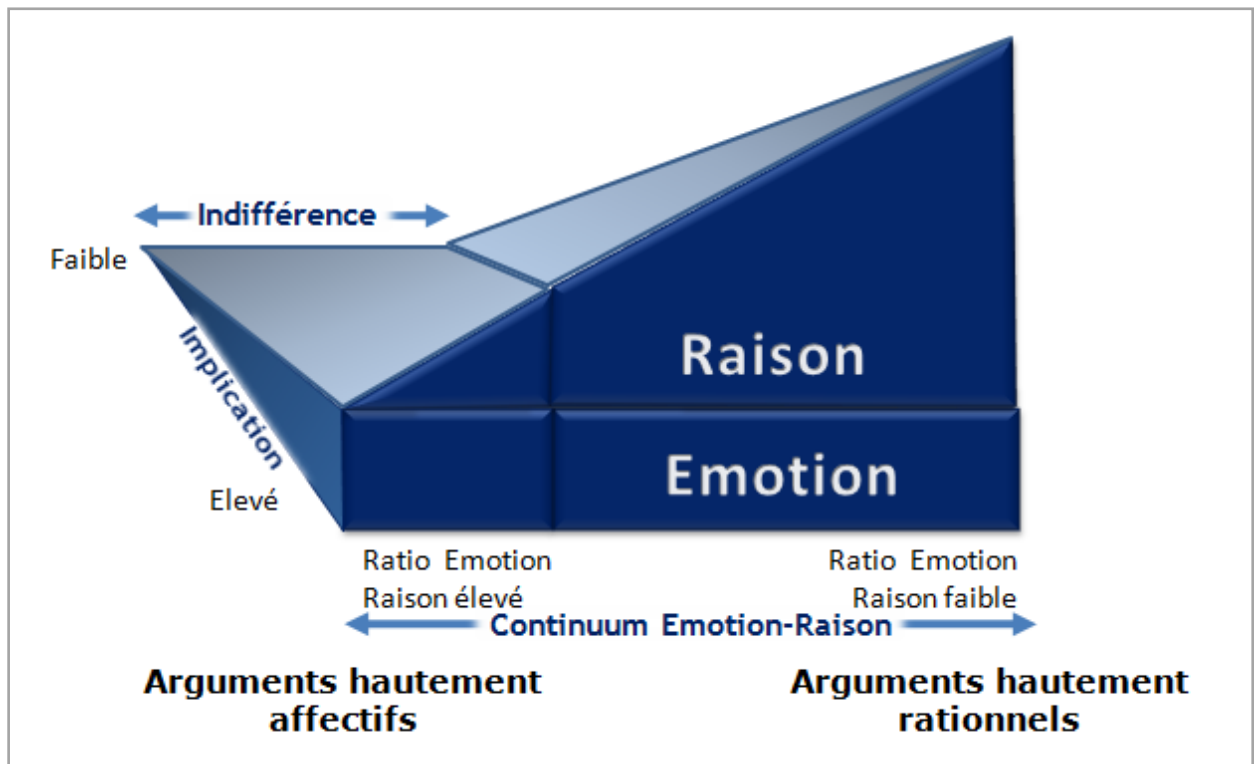 Indifférence
Faible
Implication
Elevé
Raison
Emotion
Ratio Emotion
Raison élevé
Ratio Emotion
Raison faible
Continuum Emotion-Raison
Arguments hautement
affectifs
Arguments hautement
rationnels